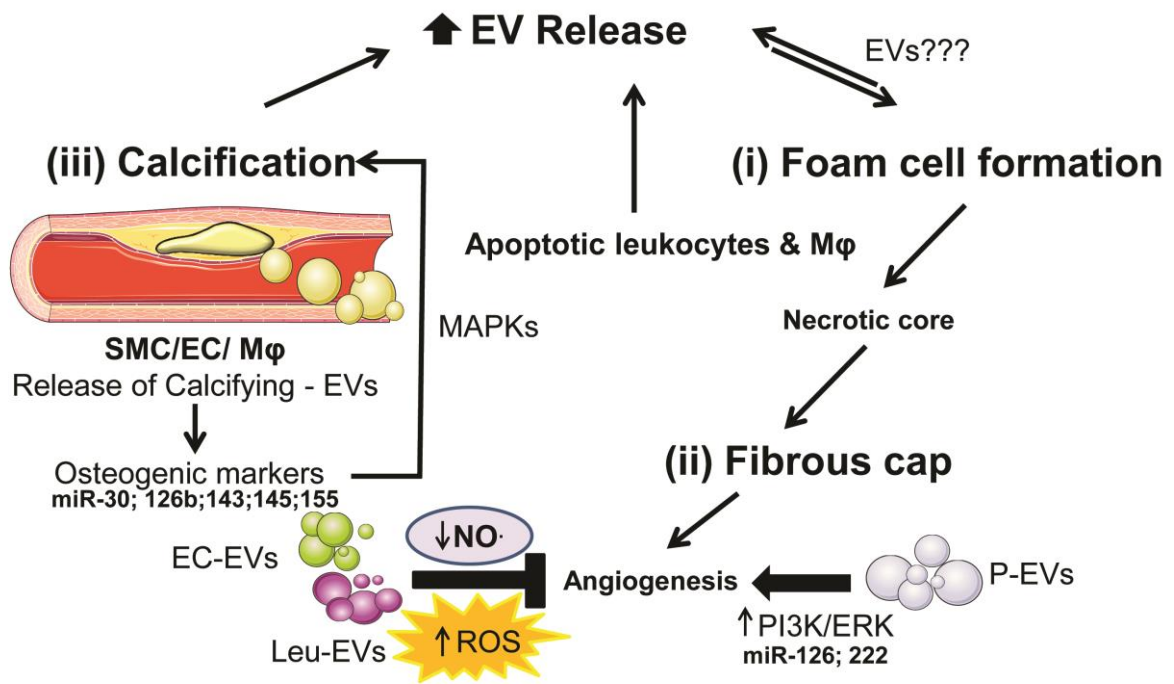 🡅 EV Release
EVs???
(iii) Calcification
(i) Foam cell formation
Apoptotic leukocytes & Mφ
MAPKs
Necrotic core
SMC/EC/ Mφ
Release of Calcifying - EVs
(ii) Fibrous cap
Osteogenic markers
miR-30; 126b;143;145;155
EC-EVs
↓NO·
Angiogenesis
P-EVs
Leu-EVs
↑ROS
↑PI3K/ERK
miR-126; 222